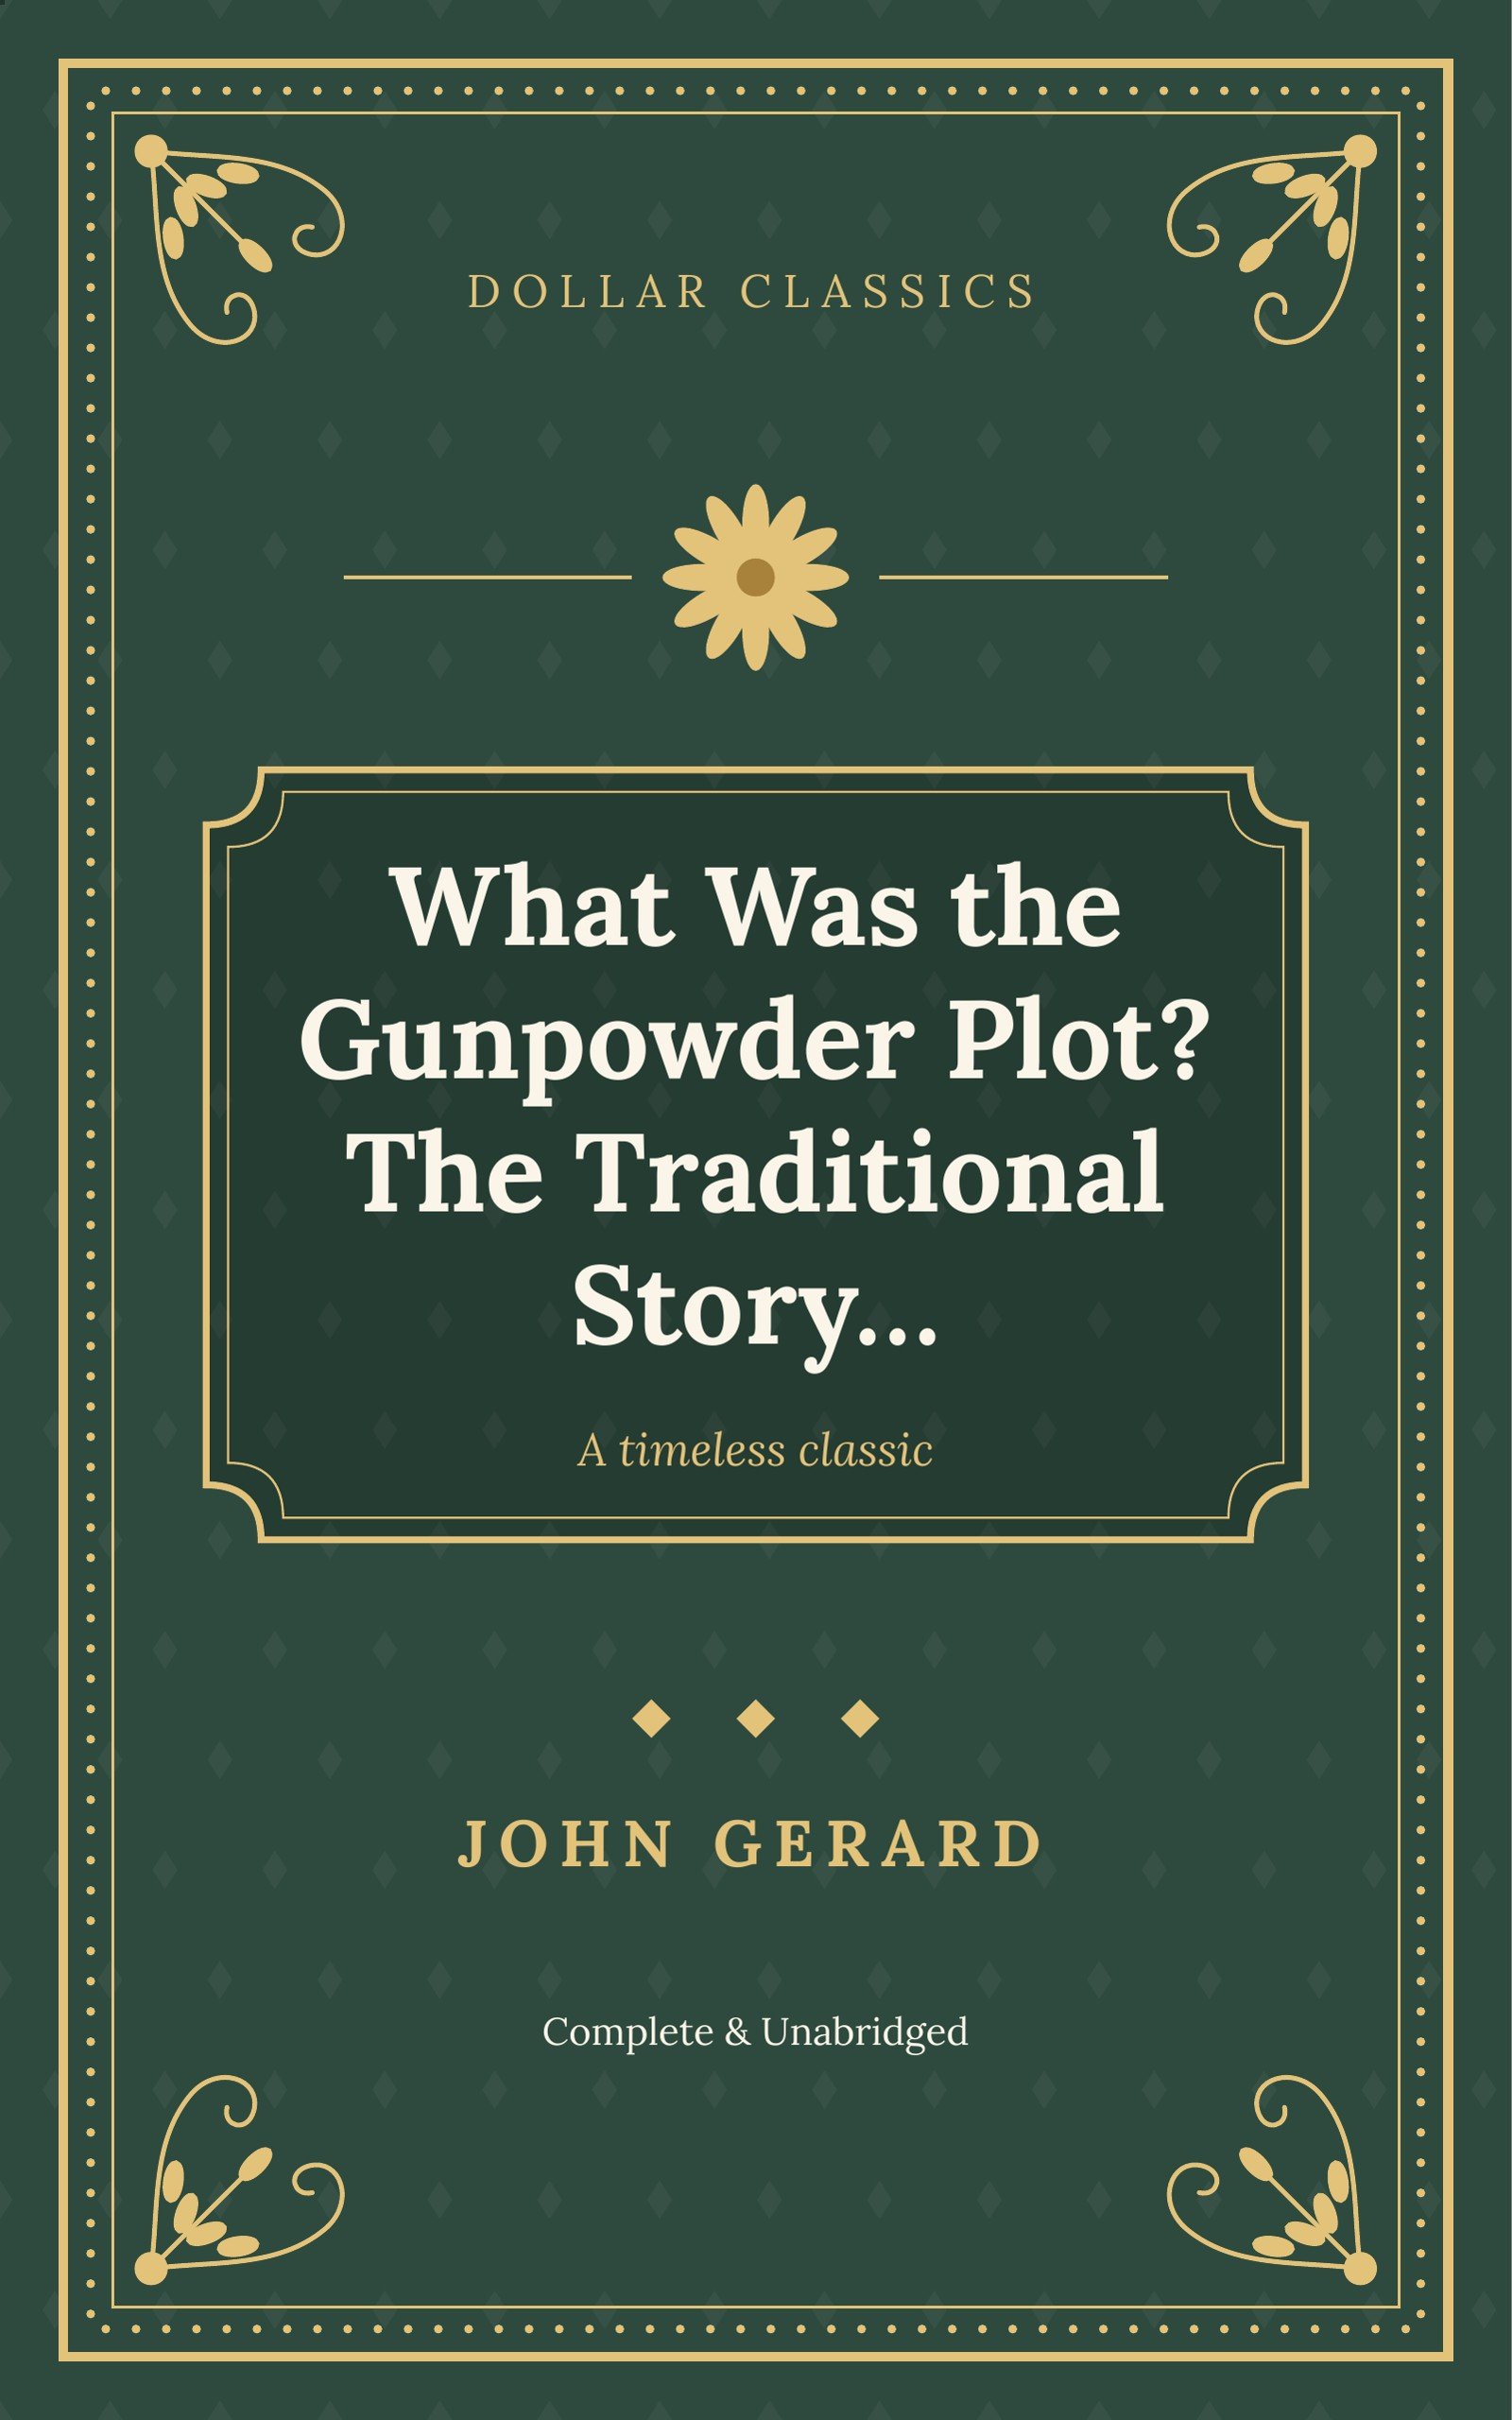 DOLLAR CLASSICS
What Was the
Gunpowder Plot?
The Traditional
Story...
A timeless classic
JOHN GERARD
Complete & Unabridged